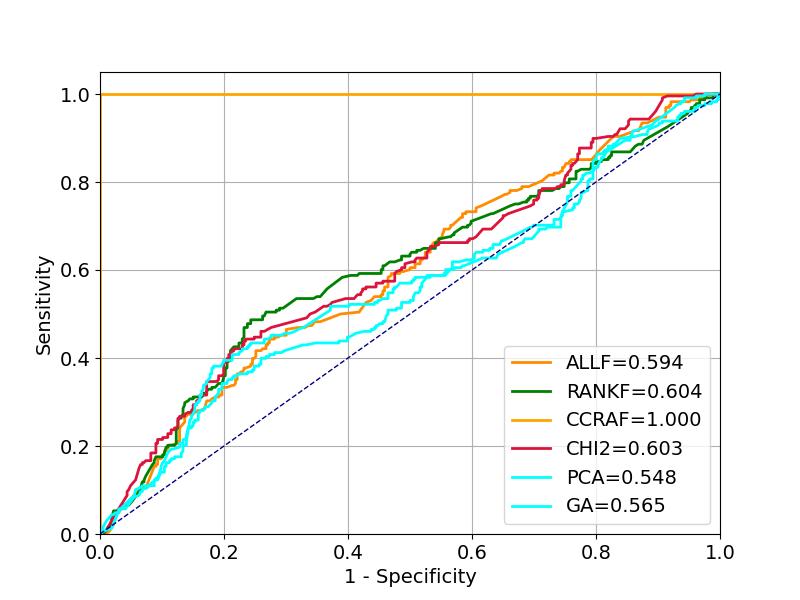 1.0
0.8
0.6
0.4
0.2
0.0
Sensitivity
ALLF=0.594
RANKF=0.604
CCRAF=1.000
CHI2=0.603
PCA=0.548
GA=0.565
0.0 0.2 0.4 0.6 0.8 1.0
1 - Specificity